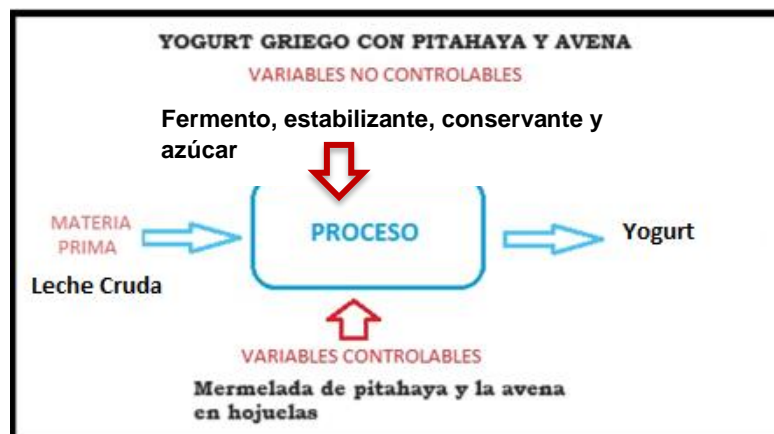 YOGURT GRIEGO CON PITAHAYA Y AVENA
VARIABLES NO CONTROLABLES
Fermento, estabilizante, conservante y
azúcar
MATERIA
PRIMA
Leche Cruda
PROCESO
Yogurt
VARIABLES CONTROLABLES
Mermelada de pitahaya y la avena
en hojuelas